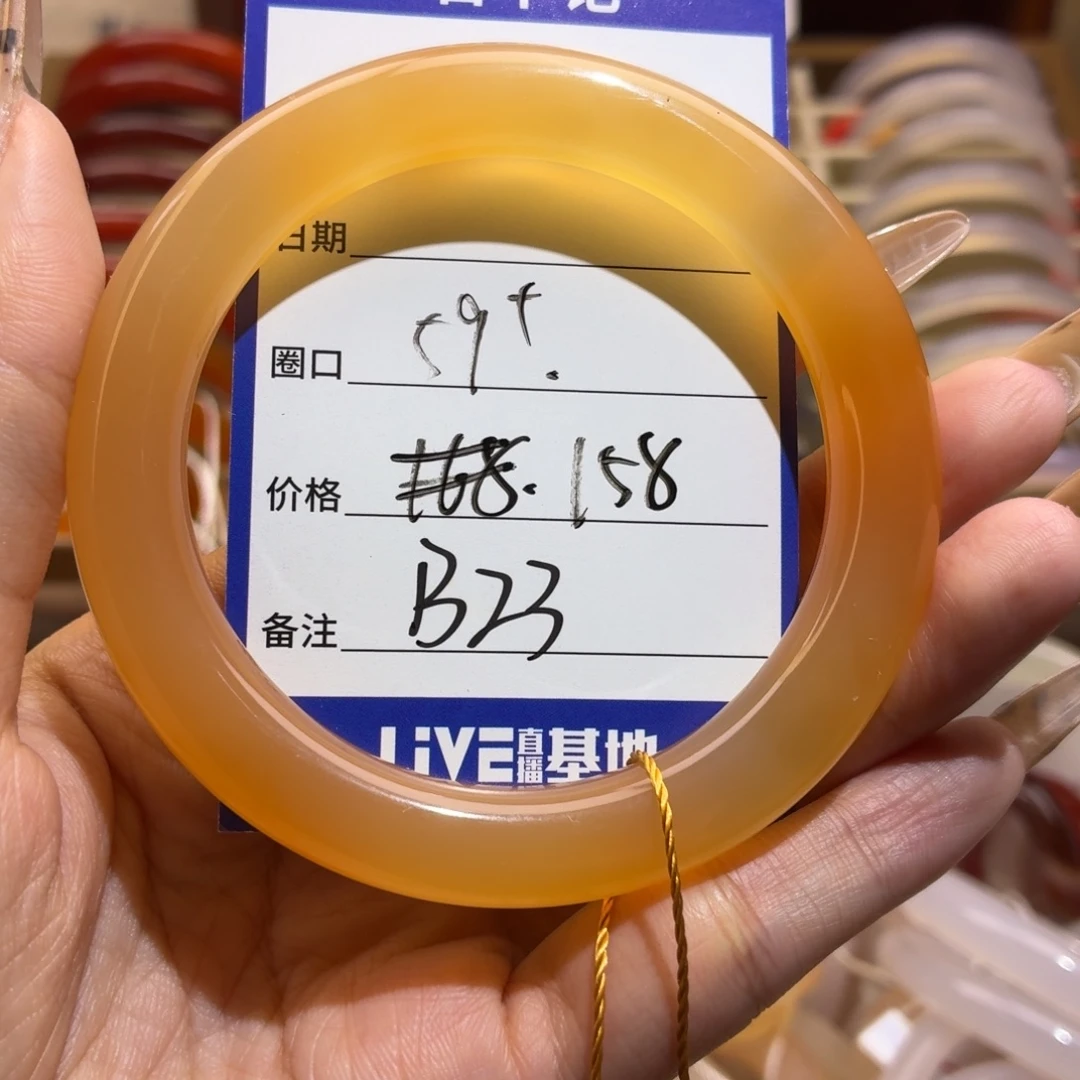 日期
圈口 59+.
价格 158
备注 B23
LiVE直播基地